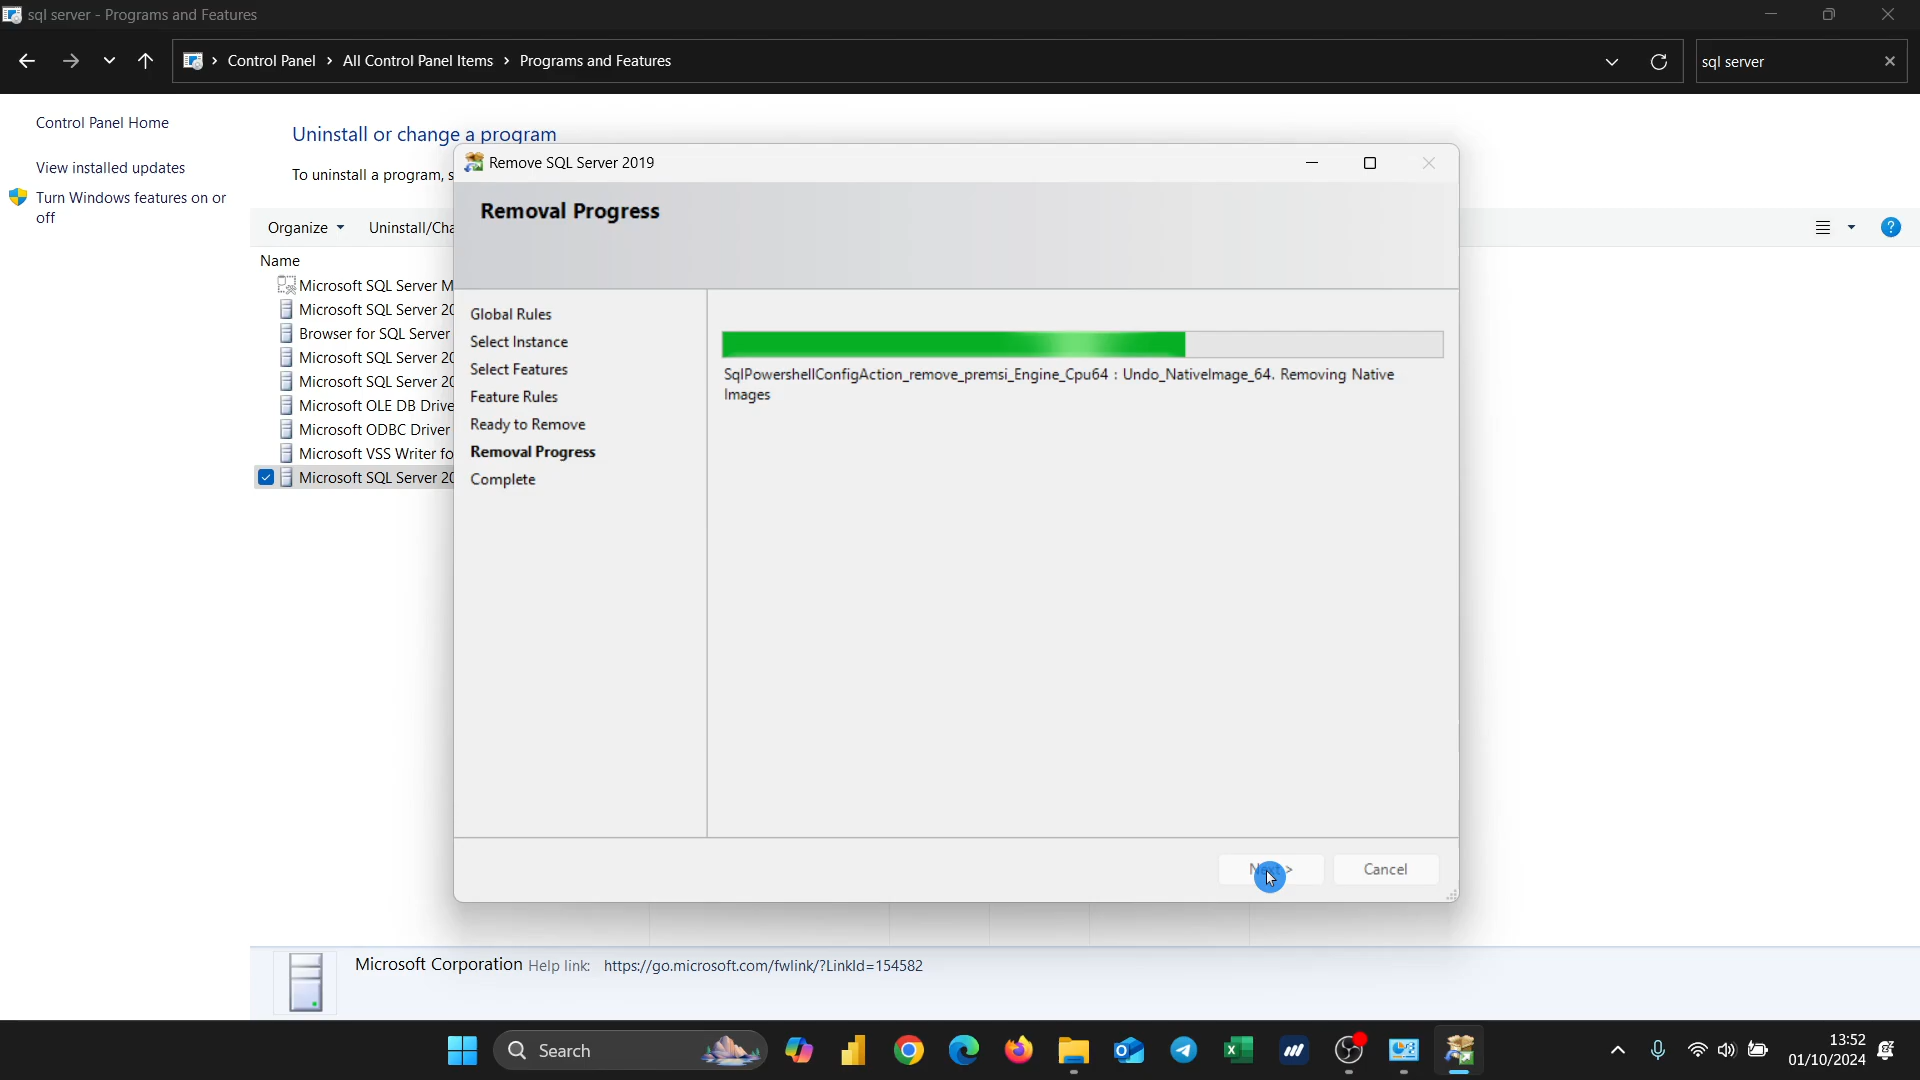 sql server - Programs and Features
Control Panel > All Control Panel Items > Programs and Features
sql server
Control Panel Home
View installed updates
Turn Windows features on or
off
Uninstall or change a program
To uninstall a program, s
Organize
Uninstall/Cha
Name
Microsoft SQL Server M
Microsoft SQL Server 20
Browser for SQL Server
Microsoft SQL Server 20
Microsoft SQL Server 20
Microsoft OLE DB Drive
Microsoft ODBC Driver
Microsoft VSS Writer fo
Microsoft SQL Server 20
Remove SQL Server 2019
Removal Progress
Global Rules
Select Instance
Select Features
Feature Rules
Ready to Remove
Removal Progress
Complete
SqlPowershellConfigAction_remove_premsi_Engine_Cpu64 : Undo_NativeImage_64. Removing Native
Images
Next >
Cancel
Microsoft Corporation Help link: https://go.microsoft.com/fwlink/?LinkId=154582
Search
13:52
01/10/2024